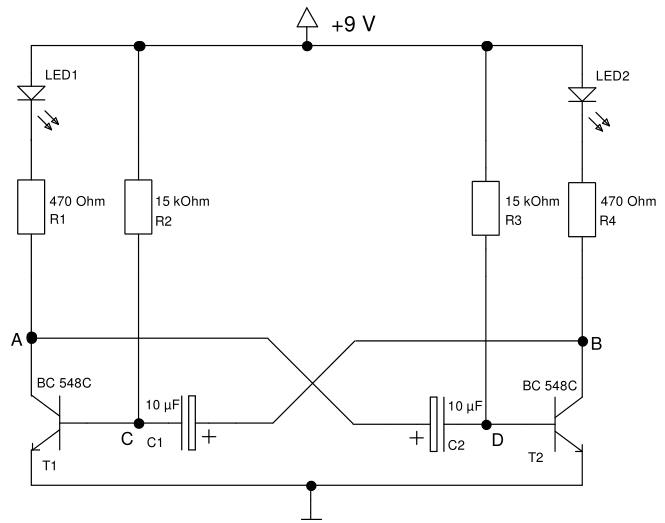 +9 V
LED1
LED2
470 Ohm
R1
15 kOhm
R2
15 kOhm
R3
470 Ohm
R4
A
B
BC 548C
10 µF
10 µF
BC 548C
C
C1
+
+
C2
D
T1
T2